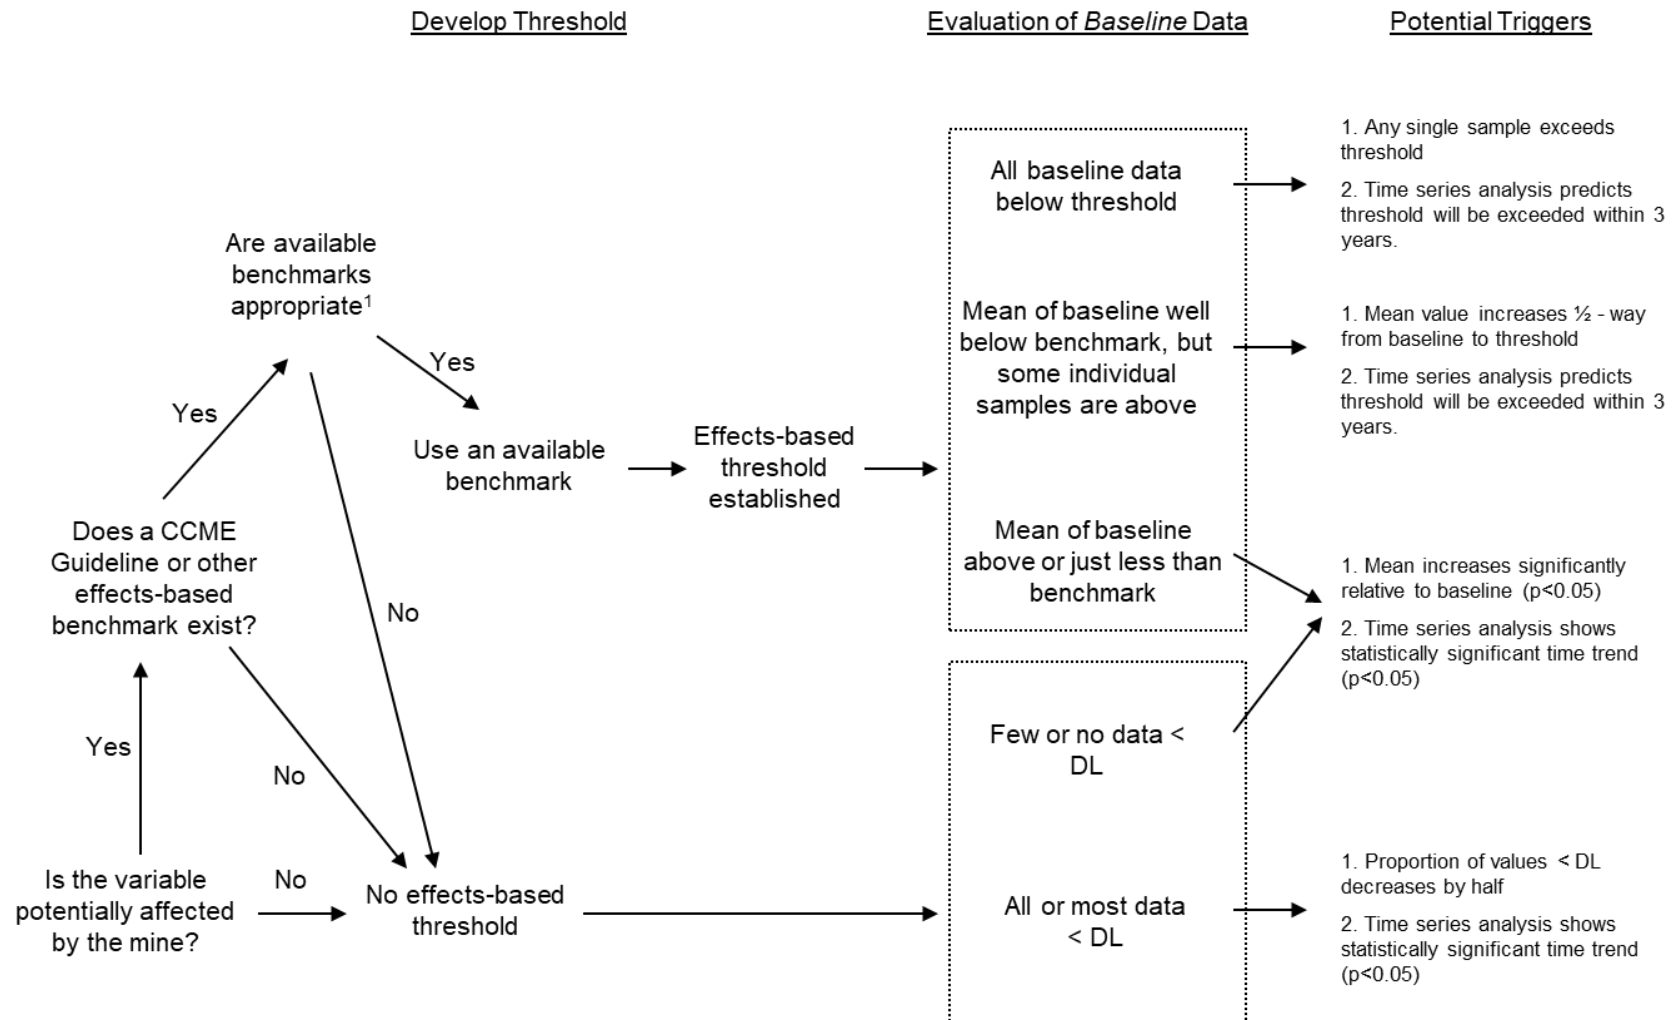 Develop Threshold
Evaluation of Baseline Data
Potential Triggers
Are available
benchmarks
appropriate¹
Yes
Yes
Use an available
benchmark
Effects-based
threshold
established
Does a CCME
Guideline or other
effects-based
benchmark exist?
No
Yes
No
Is the variable
potentially affected
by the mine?
No
No effects-based
threshold
All baseline data
below threshold
Mean of baseline well
below benchmark, but
some individual
samples are above
Mean of baseline
above or just less than
benchmark
Few or no data <
DL
All or most data
< DL
1. Any single sample exceeds
threshold
2. Time series analysis predicts
threshold will be exceeded within 3
years.
1. Mean value increases ½ - way
from baseline to threshold
2. Time series analysis predicts
threshold will be exceeded within 3
years.
1. Mean increases significantly
relative to baseline (p<0.05)
2. Time series analysis shows
statistically significant time trend
(p<0.05)
1. Proportion of values < DL
decreases by half
2. Time series analysis shows
statistically significant time trend
(p<0.05)